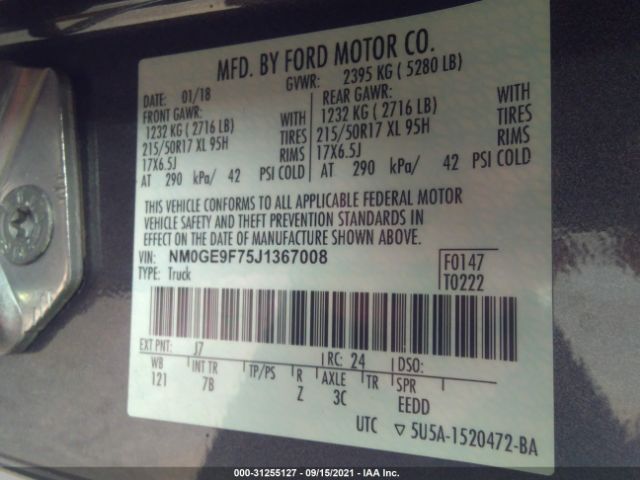 MFD. BY FORD MOTOR CO.
DATE: 01/18 GVWR: 2395 KG ( 5280 LB)
FRONT GAWR: WITH REAR GAWR: WITH
1232 KG ( 2716 LB) TIRES 1232 KG ( 2716 LB) TIRES
215/50R17 XL 95H RIMS 215/50R17 XL 95H RIMS
17X6.5J 17X6.5J
AT 290 kPa/ 42 PSI COLD AT 290 kPa/ 42 PSI COLD
THIS VEHICLE CONFORMS TO ALL APPLICABLE FEDERAL MOTOR
VEHICLE SAFETY AND THEFT PREVENTION STANDARDS IN
EFFECT ON THE DATE OF MANUFACTURE SHOWN ABOVE.
VIN: NM0GE9F75J1367008 F0147
TYPE: Truck T0222
EXT PNT: J7 RC: 24 DSO:
WB INT TR TP/PS R AXLE TR SPR
121 7B Z 3C EEDD
UTC ▽ 5U5A-1520472-BA
000-31255127 - 09/15/2021 - IAA Inc.